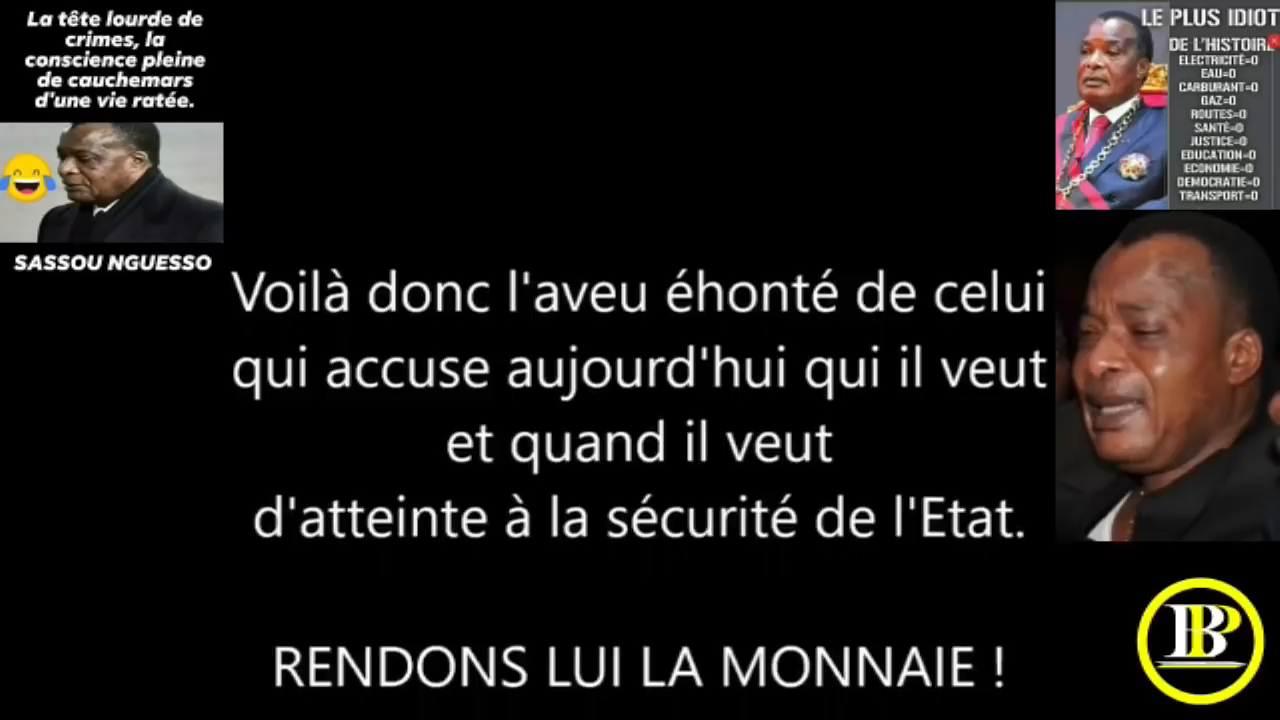 La tête lourde de
crimes, la
conscience pleine
de cauchemars
d'une vie ratée.
SASSOU NGUESSO
Voilà donc l'aveu éhonté de celui
qui accuse aujourd'hui qui il veut
et quand il veut
d'atteinte à la sécurité de l'Etat.
RENDONS LUI LA MONNAIE !
LE PLUS IDIOT
DE L'HISTOIRE
ELECTRICITÉ=0
EAU=0
CARBURANT=0
GAZ=0
ROUTES=0
SANTÉ=0
JUSTICE=0
EDUCATION=0
ECONOMIE=0
DEMOCRATIE=0
TRANSPORT=0
BP